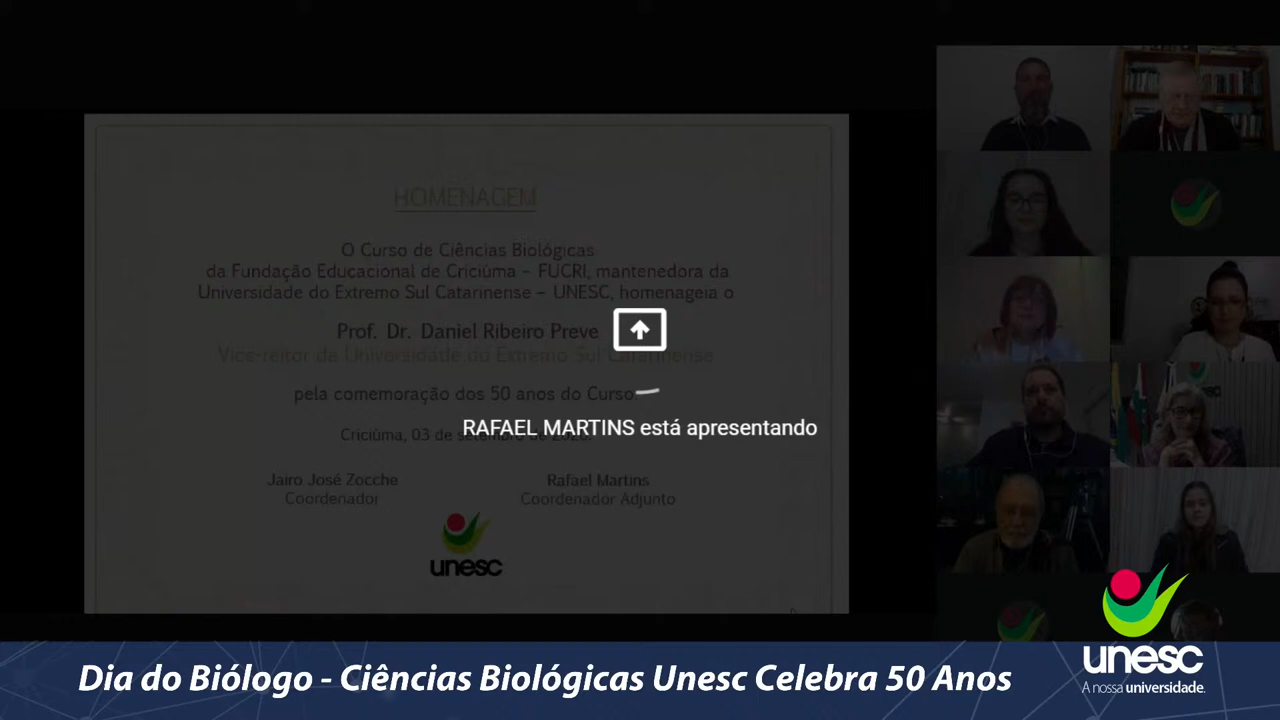 HOMENAGEM
O Curso de Ciências Biológicas
da Fundação Educacional de Criciúma – FUCRI, mantenedora da
Universidade do Extremo Sul Catarinense – UNESC, homenageia o
Prof. Dr. Daniel Ribeiro Preve
Vice-reitor da Universidade do Extremo Sul Catarinense
pela comemoração dos 50 anos do Curso.
RAFAEL MARTINS está apresentando
Criciúma, 03 de setembro de 2020.
Jairo José Zocche
Coordenador
Rafael Martins
Coordenador Adjunto
unesc
Dia do Biólogo - Ciências Biológicas Unesc Celebra 50 Anos
unesc
A nossa universidade.